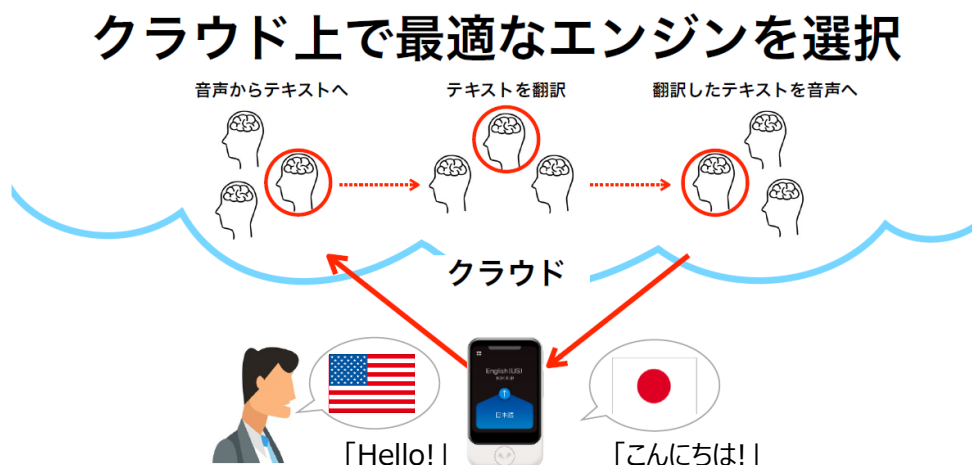 クラウド上で最適なエンジンを選択
音声からテキストへ
テキストを翻訳
翻訳したテキストを音声へ
クラウド
English (US)
日本語
「Hello!」
「こんにちは!」